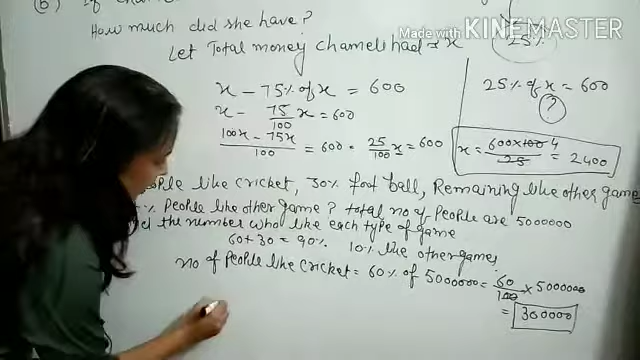 (b) If cham
How much did she have?
Made with KINEMASTER
25%
Let Total money chameli had = x
x - 75% of x = 600
25% of x = 600
x - 75/100 x = 600
?
100x - 75x / 100 = 600 = 25/100 x = 600
x = 600×100 4 / 25 = 2400
People like cricket, 30% foot ball, Remaining like other game
% People like other game? total no of People are 5000000
the number who like each type of game
60 + 30 = 90% 10% like other games
no of People like cricket = 60% of 5000000 = 60/100 × 5000000
= 300000